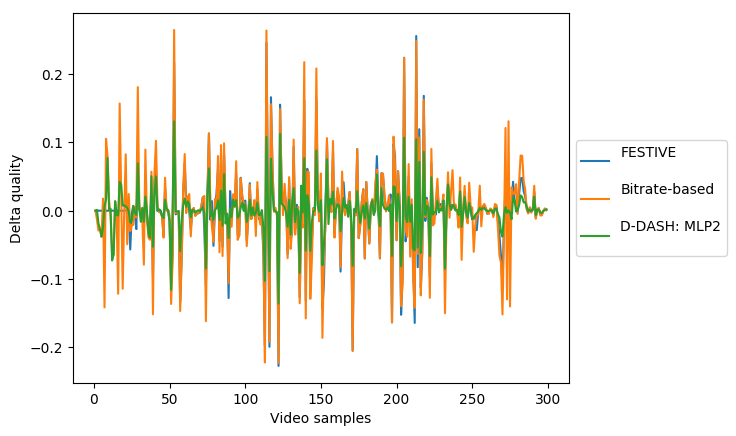 0.2
0.1
0.0
−0.1
−0.2
Delta quality
0 50 100 150 200 250 300
Video samples
FESTIVE
Bitrate-based
D-DASH: MLP2